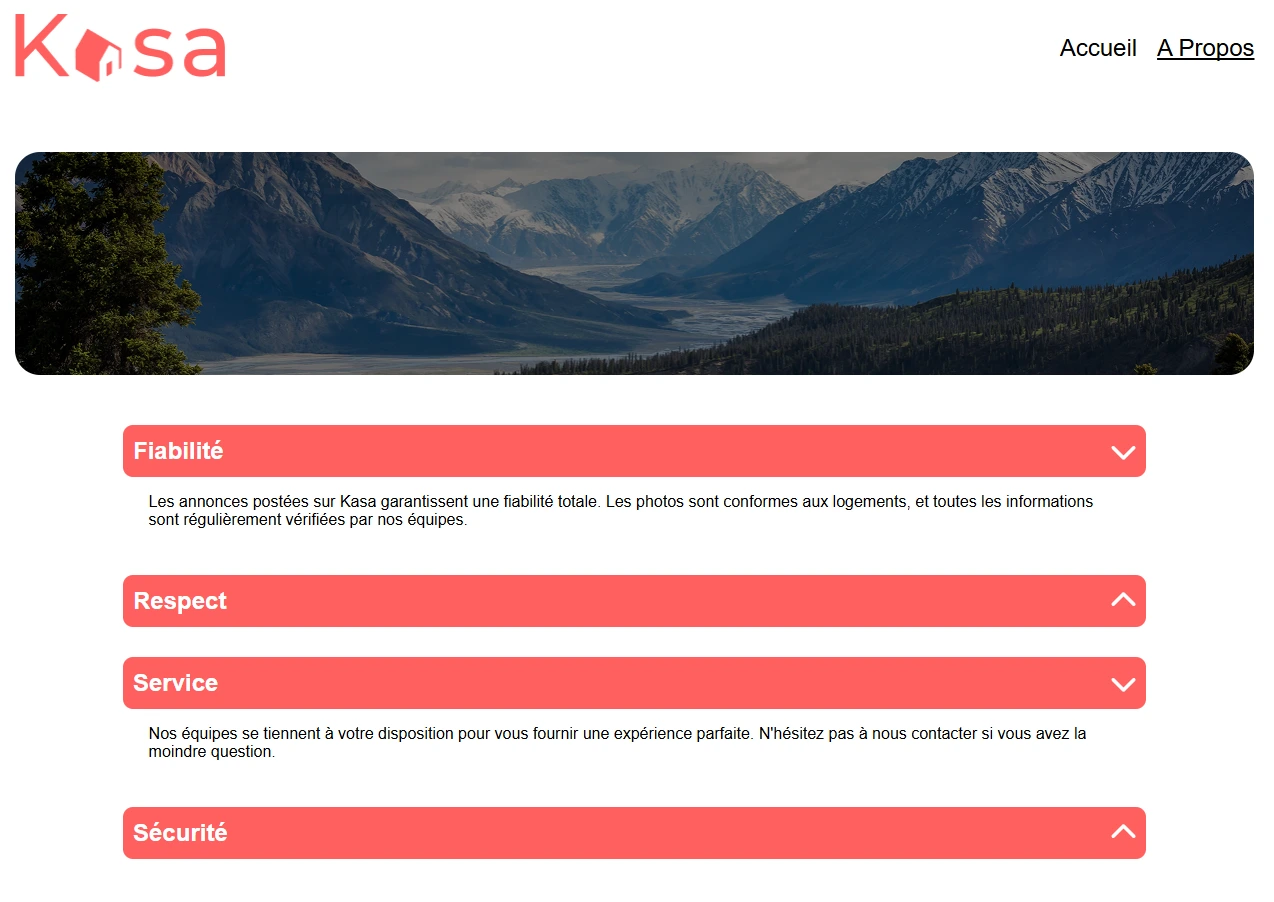 Kasa
Accueil A Propos
Fiabilité
Les annonces postées sur Kasa garantissent une fiabilité totale. Les photos sont conformes aux logements, et toutes les informations
sont régulièrement vérifiées par nos équipes.
Respect
Service
Nos équipes se tiennent à votre disposition pour vous fournir une expérience parfaite. N'hésitez pas à nous contacter si vous avez la
moindre question.
Sécurité